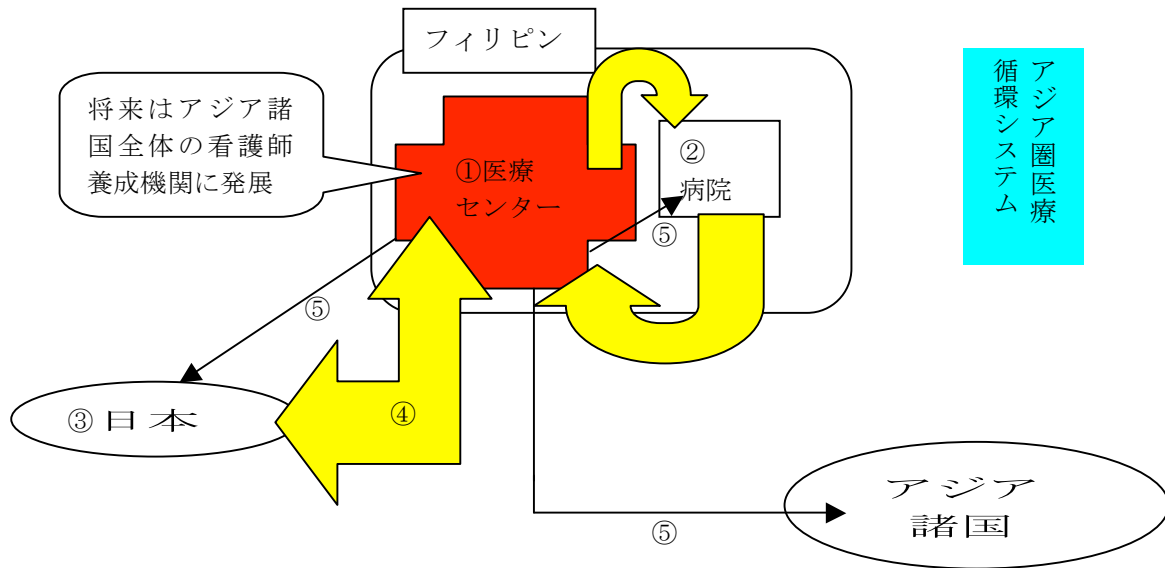 フィリピン
将来はアジア諸
国全体の看護師
養成機関に発展
①医療
センター
②
病院
アジア圏医療
循環システム
⑤
⑤
③日本
④
アジア
諸国
⑤